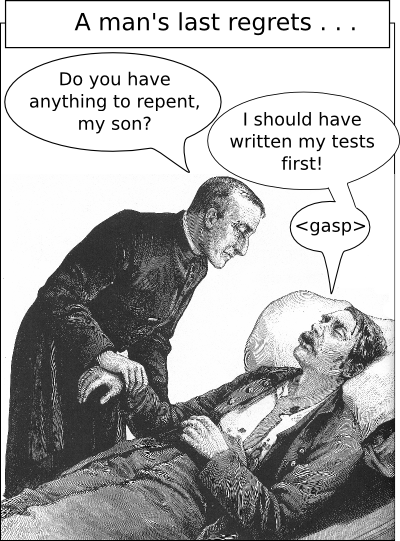 A man's last regrets . . .
Do you have
anything to repent,
my son?
I should have
written my tests
first!
<gasp>